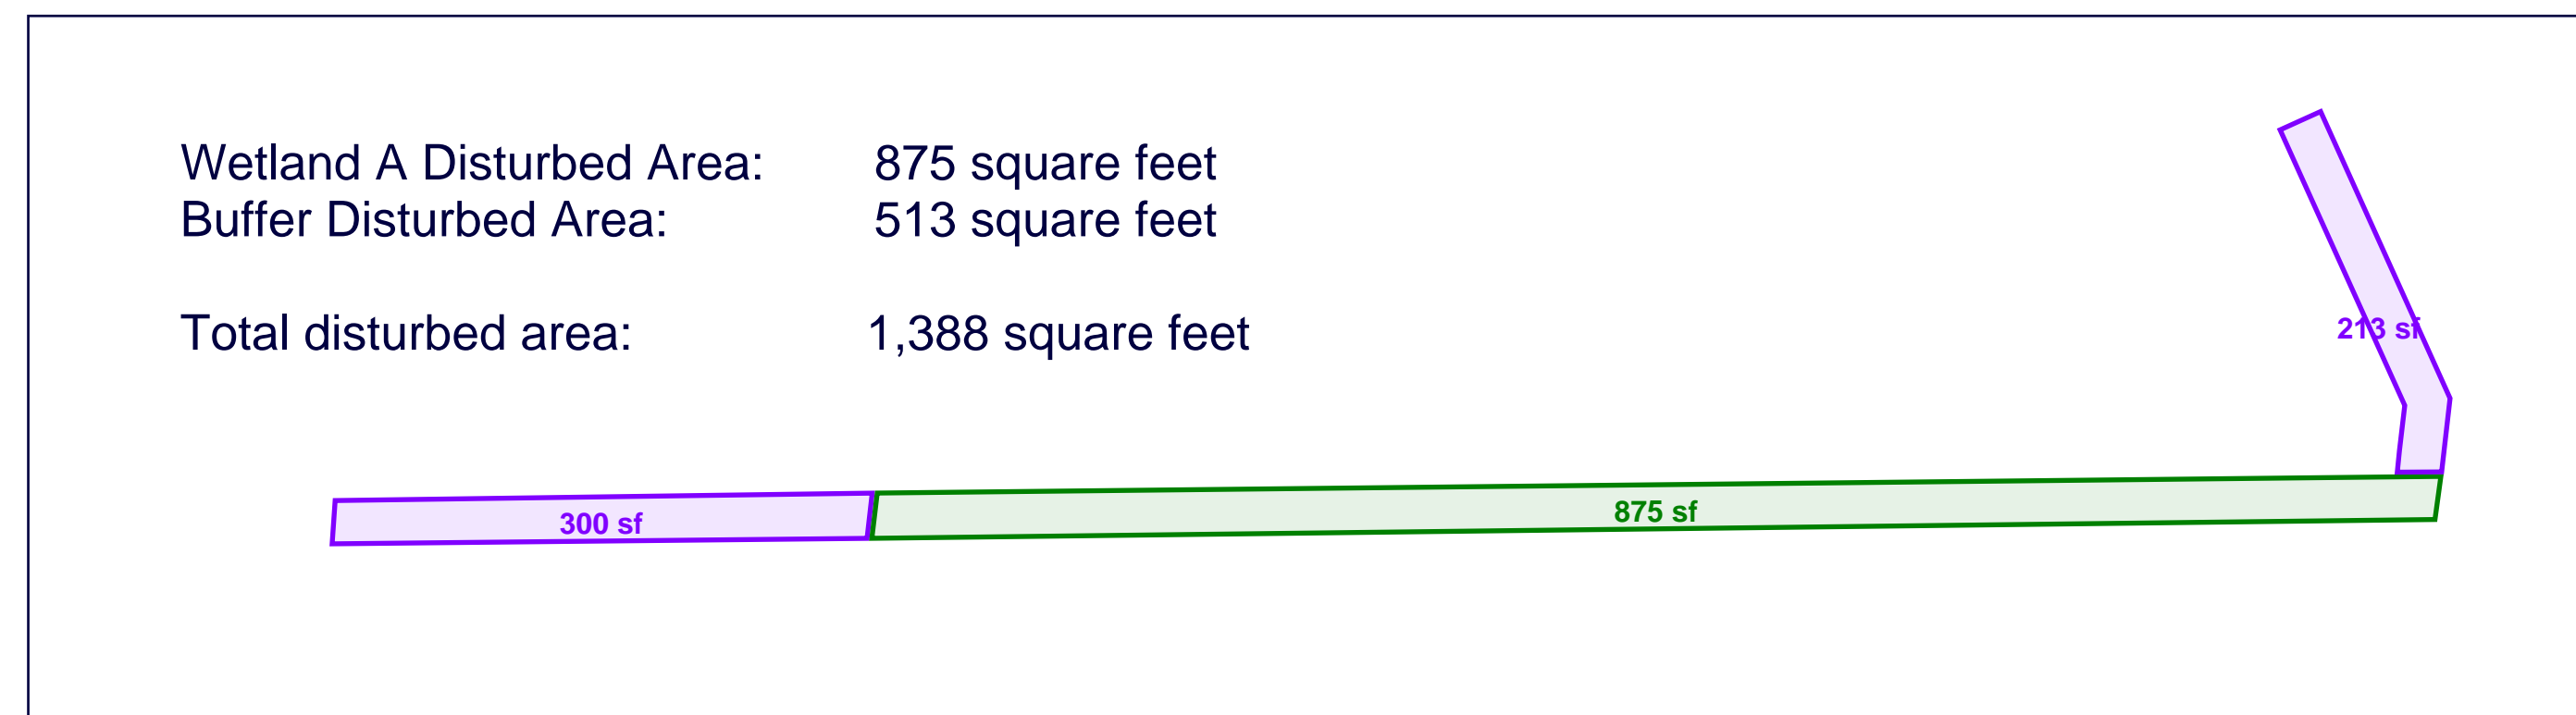 Wetland A Disturbed Area: 875 square feet
Buffer Disturbed Area: 513 square feet
Total disturbed area: 1,388 square feet
213 sf
875 sf
300 sf